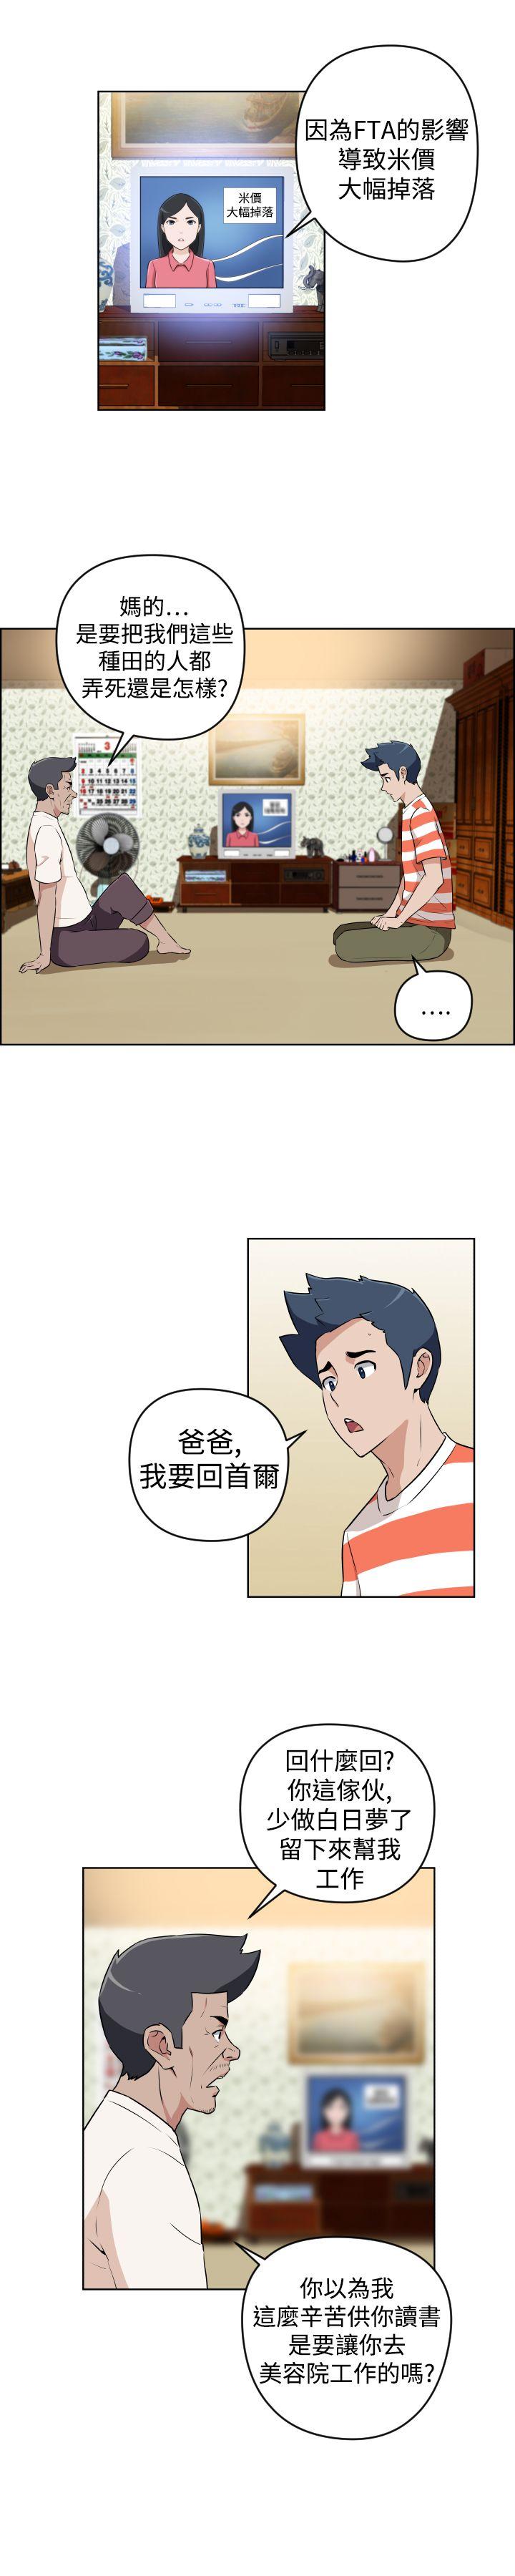 因為FTA的影響
導致米價
大幅掉落
米價
大幅掉落
媽的...
是要把我們這些
種田的人都
弄死還是怎樣?
3
....
爸爸,
我要回首爾
回什麼回?
你這傢伙,
少做白日夢了
留下來幫我
工作
你以為我
這麼辛苦供你讀書
是要讓你去
美容院工作的嗎?